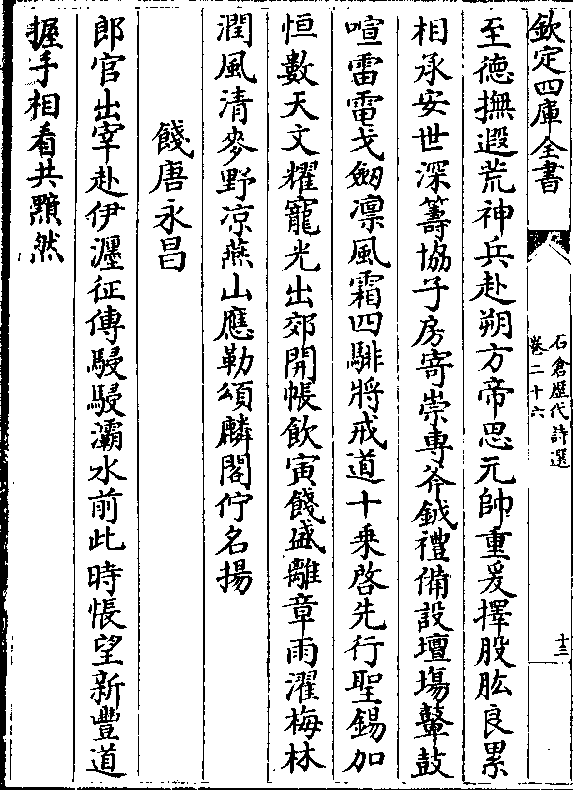 欽定四庫全書
石倉歷代詩選
卷二十六
十三
至德撫遐荒神兵赴朔方帝思元帥重爰擇股肱良累
相承安世深籌協子房寄崇專斧鉞禮備設壇場鼙鼓
喧雷電戈劒凛風霜四騑將戒道十乗啓先行聖錫加
恒數天文耀寵光出郊開帳飲寅餞盛離章雨濯梅林
潤風清麥野凉燕山應勒頌麟閣佇名揚
餞唐永昌
郎官出宰赴伊瀍征傳駸駸灞水前此時悵望新豐道
握手相看共黯然